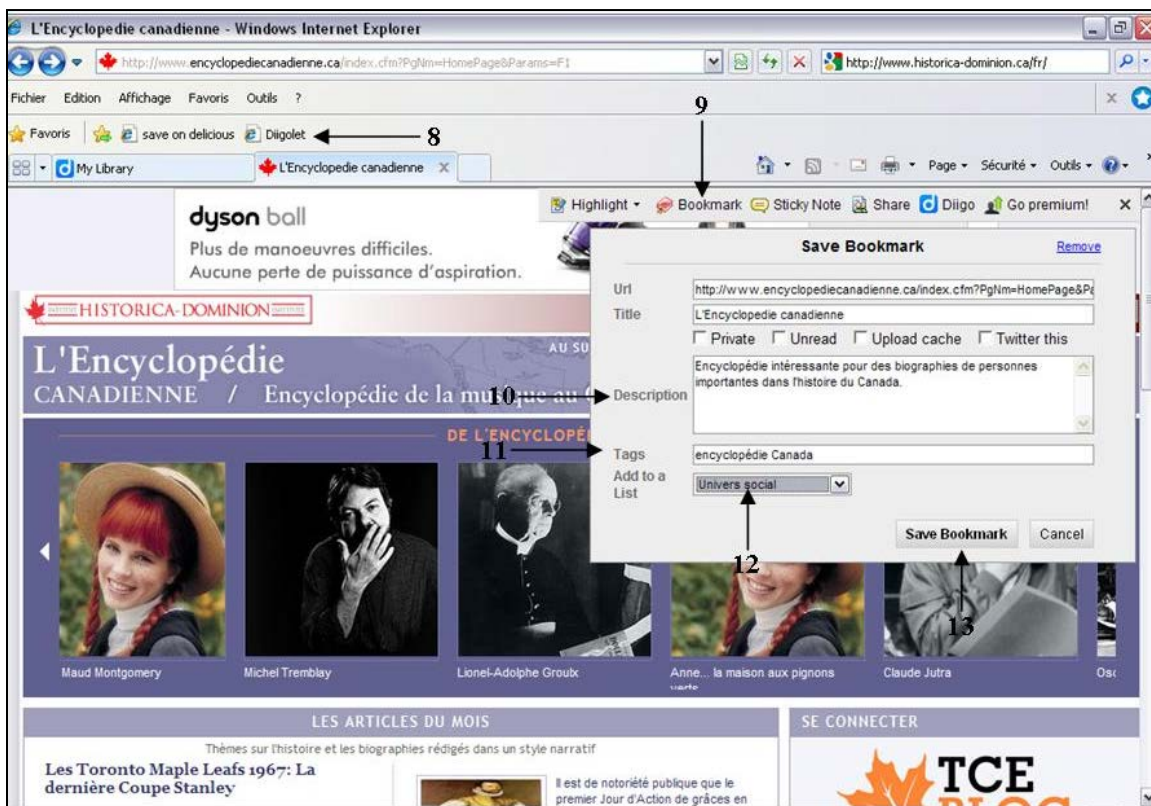 L'Encyclopedie canadienne - Windows Internet Explorer
http://www.encyclopediecanadienne.ca/index.cfm?PgNm=HomePage&Params=F1
http://www.historica-dominion.ca/fr/
Fichier Edition Affichage Favoris Outils ?
9
Favoris save on delicious Diigolet 8
My Library L'Encyclopedie canadienne X Page Sécurité Outils
Highlight Bookmark Sticky Note Share Diigo Go premium!
dyson ball
Plus de manoeuvres difficiles.
Aucune perte de puissance d'aspiration.
Save Bookmark Remove
Url http://www.encyclopediecanadienne.ca/index.cfm?PgNm=HomePage&Pa
Title L'Encyclopedie canadienne
Private Unread Upload cache Twitter this
Encyclopédie intéressante pour des biographies de personnes
importantes dans l'histoire du Canada.
10 Description
11 Tags encyclopédie Canada
Add to a
List
Univers social
12
Save Bookmark Cancel
13
HISTORICA-DOMINION
L'Encyclopédie
AU SU
CANADIENNE / Encyclopédie de la musique au
DE L'ENCYCLOPÉ
Maud Montgomery Michel Tremblay Lionel-Adolphe Groulx Anne... la maison aux pignons
verts
Claude Jutra Osc
LES ARTICLES DU MOIS
Thèmes sur l'histoire et les biographies rédigés dans un style narratif
Les Toronto Maple Leafs 1967: La
dernière Coupe Stanley
Il est de notoriété publique que le
premier Jour d'Action de grâces en
SE CONNECTER
TCE
BLOG